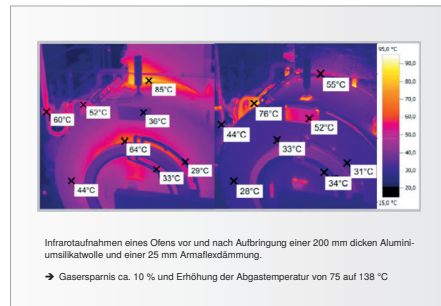 95,0 °C
85°C
55°C
90,0
60°C
52°C
36°C
76°C
80,0
70,0
44°C
52°C
60,0
64°C
33°C
50,0
33°C
29°C
31°C
40,0
44°C
28°C
34°C
30,0
20,0
15,0 °C
Infrarotaufnahmen eines Ofens vor und nach Aufbringung einer 200 mm dicken Alumini-
umsilikatwolle und einer 25 mm Armaflexdämmung.
➔ Gasersparnis ca. 10 % und Erhöhung der Abgastemperatur von 75 auf 138 °C